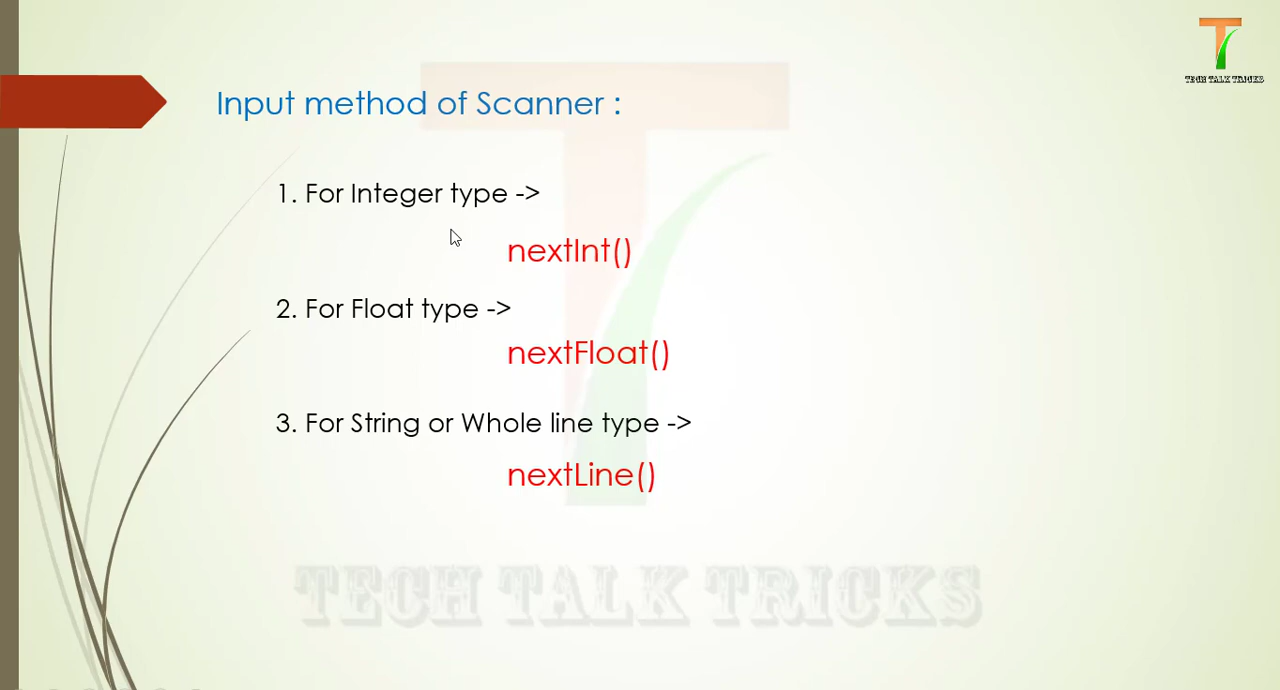 TECH TALK TRICKS
Input method of Scanner :
1. For Integer type ->
nextInt()
2. For Float type ->
nextFloat()
3. For String or Whole line type ->
nextLine()
TECH TALK TRICKS